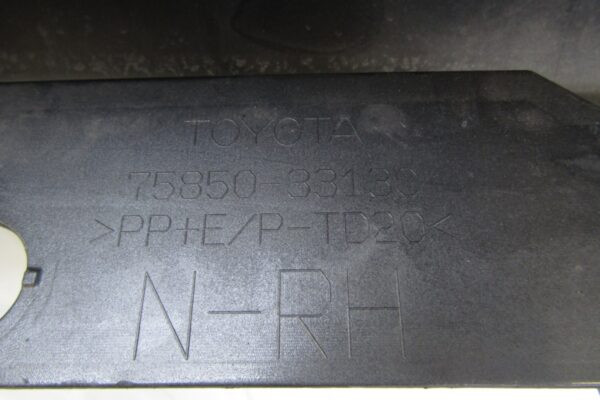 TOYOTA
75850-33130
>PP+E/P-TD20<
N-RH